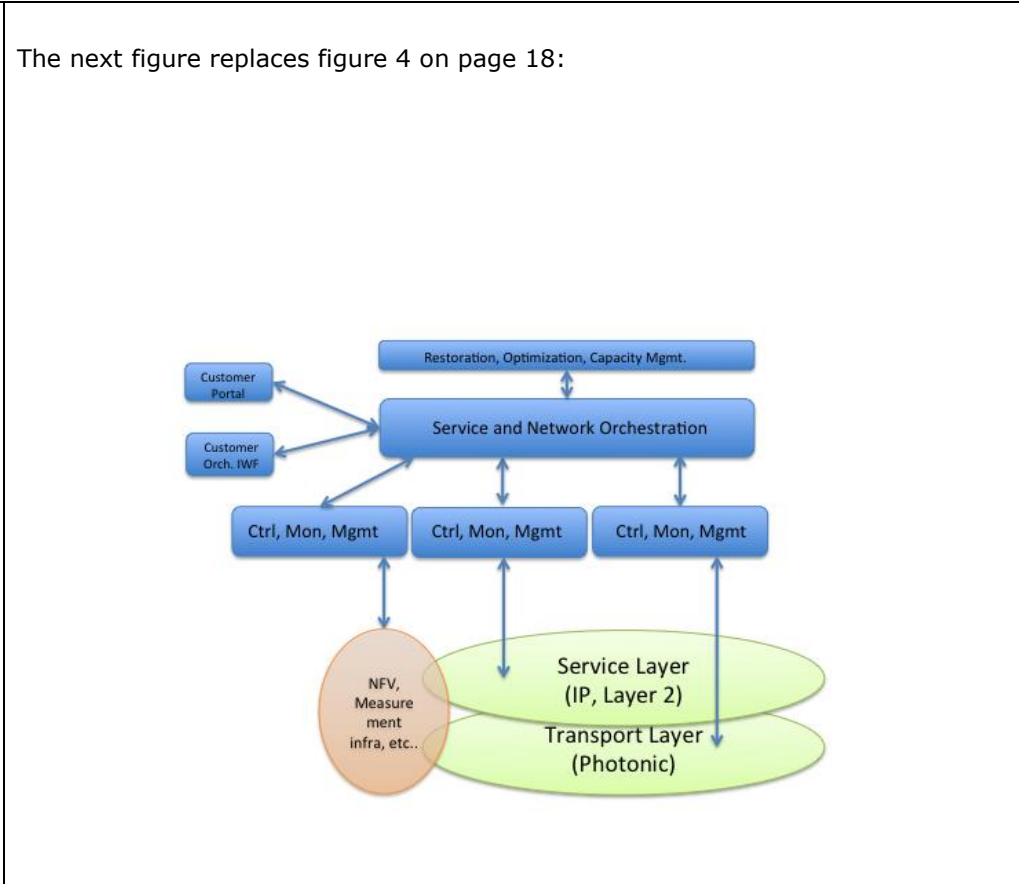 The next figure replaces figure 4 on page 18:
Restoration, Optimization, Capacity Mgmt.
Customer
Portal
Service and Network Orchestration
Customer
Orch. IWF
Ctrl, Mon, Mgmt
Ctrl, Mon, Mgmt
Ctrl, Mon, Mgmt
NFV,
Measure
ment
infra, etc..
Service Layer
(IP, Layer 2)
Transport Layer
(Photonic)